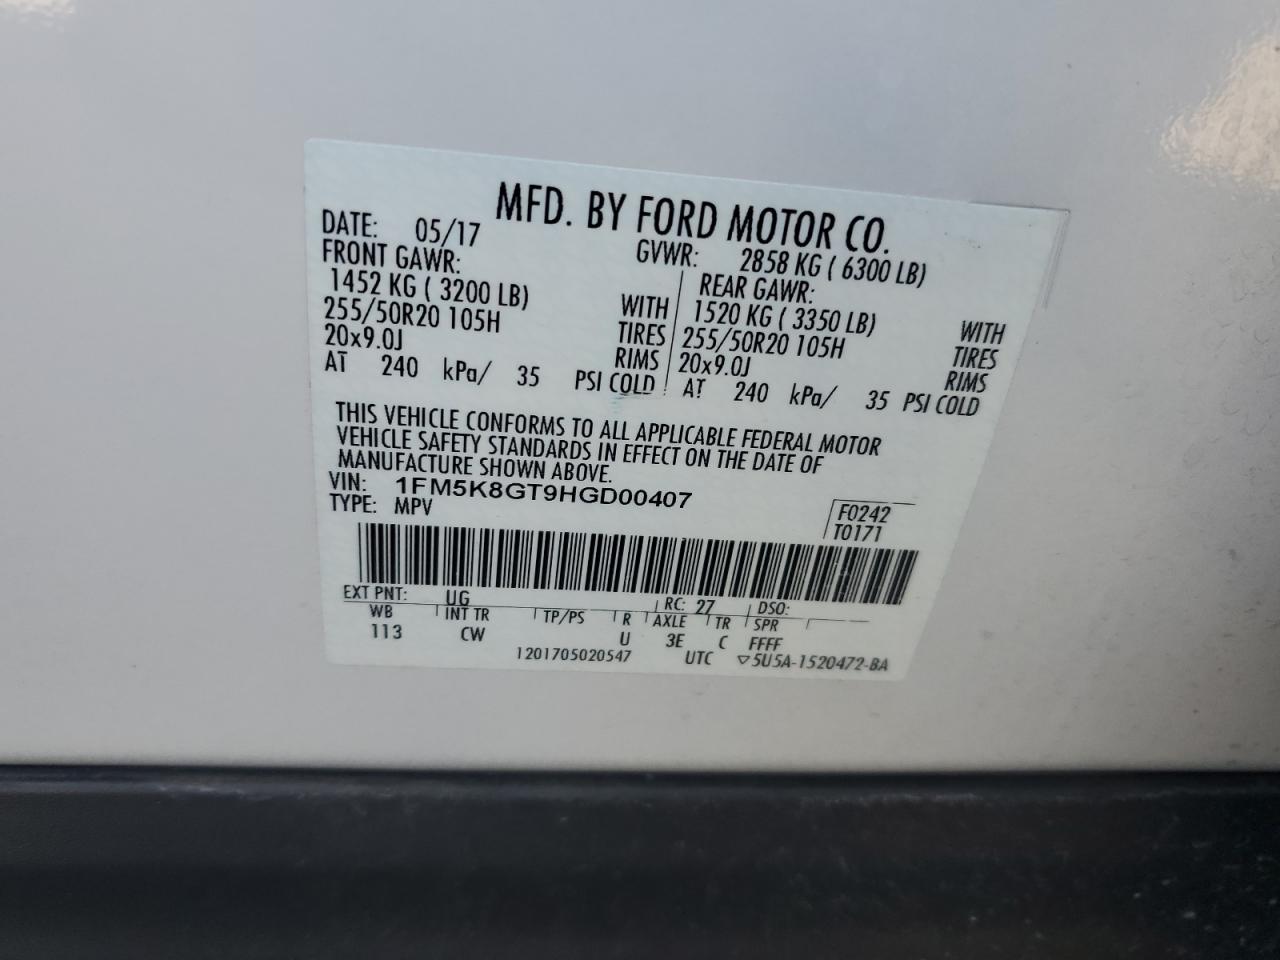 MFD. BY FORD MOTOR CO.
DATE: 05/17 GVWR: 2858 KG ( 6300 LB)
FRONT GAWR: REAR GAWR:
1452 KG ( 3200 LB) WITH 1520 KG ( 3350 LB) WITH
255/50R20 105H TIRES 255/50R20 105H TIRES
20x9.0J RIMS 20x9.0J RIMS
AT 240 kPa/ 35 PSI COLD AT 240 kPa/ 35 PSI COLD
THIS VEHICLE CONFORMS TO ALL APPLICABLE FEDERAL MOTOR
VEHICLE SAFETY STANDARDS IN EFFECT ON THE DATE OF
MANUFACTURE SHOWN ABOVE.
VIN: 1FM5K8GT9HGD00407
TYPE: MPV
F0242
T0171
EXT PNT: UG RC: 27 DSO:
WB INT TR TP/PS R AXLE TR SPR
113 CW U 3E C FFFF
1201705020547 UTC ▽5U5A-1520472-BA